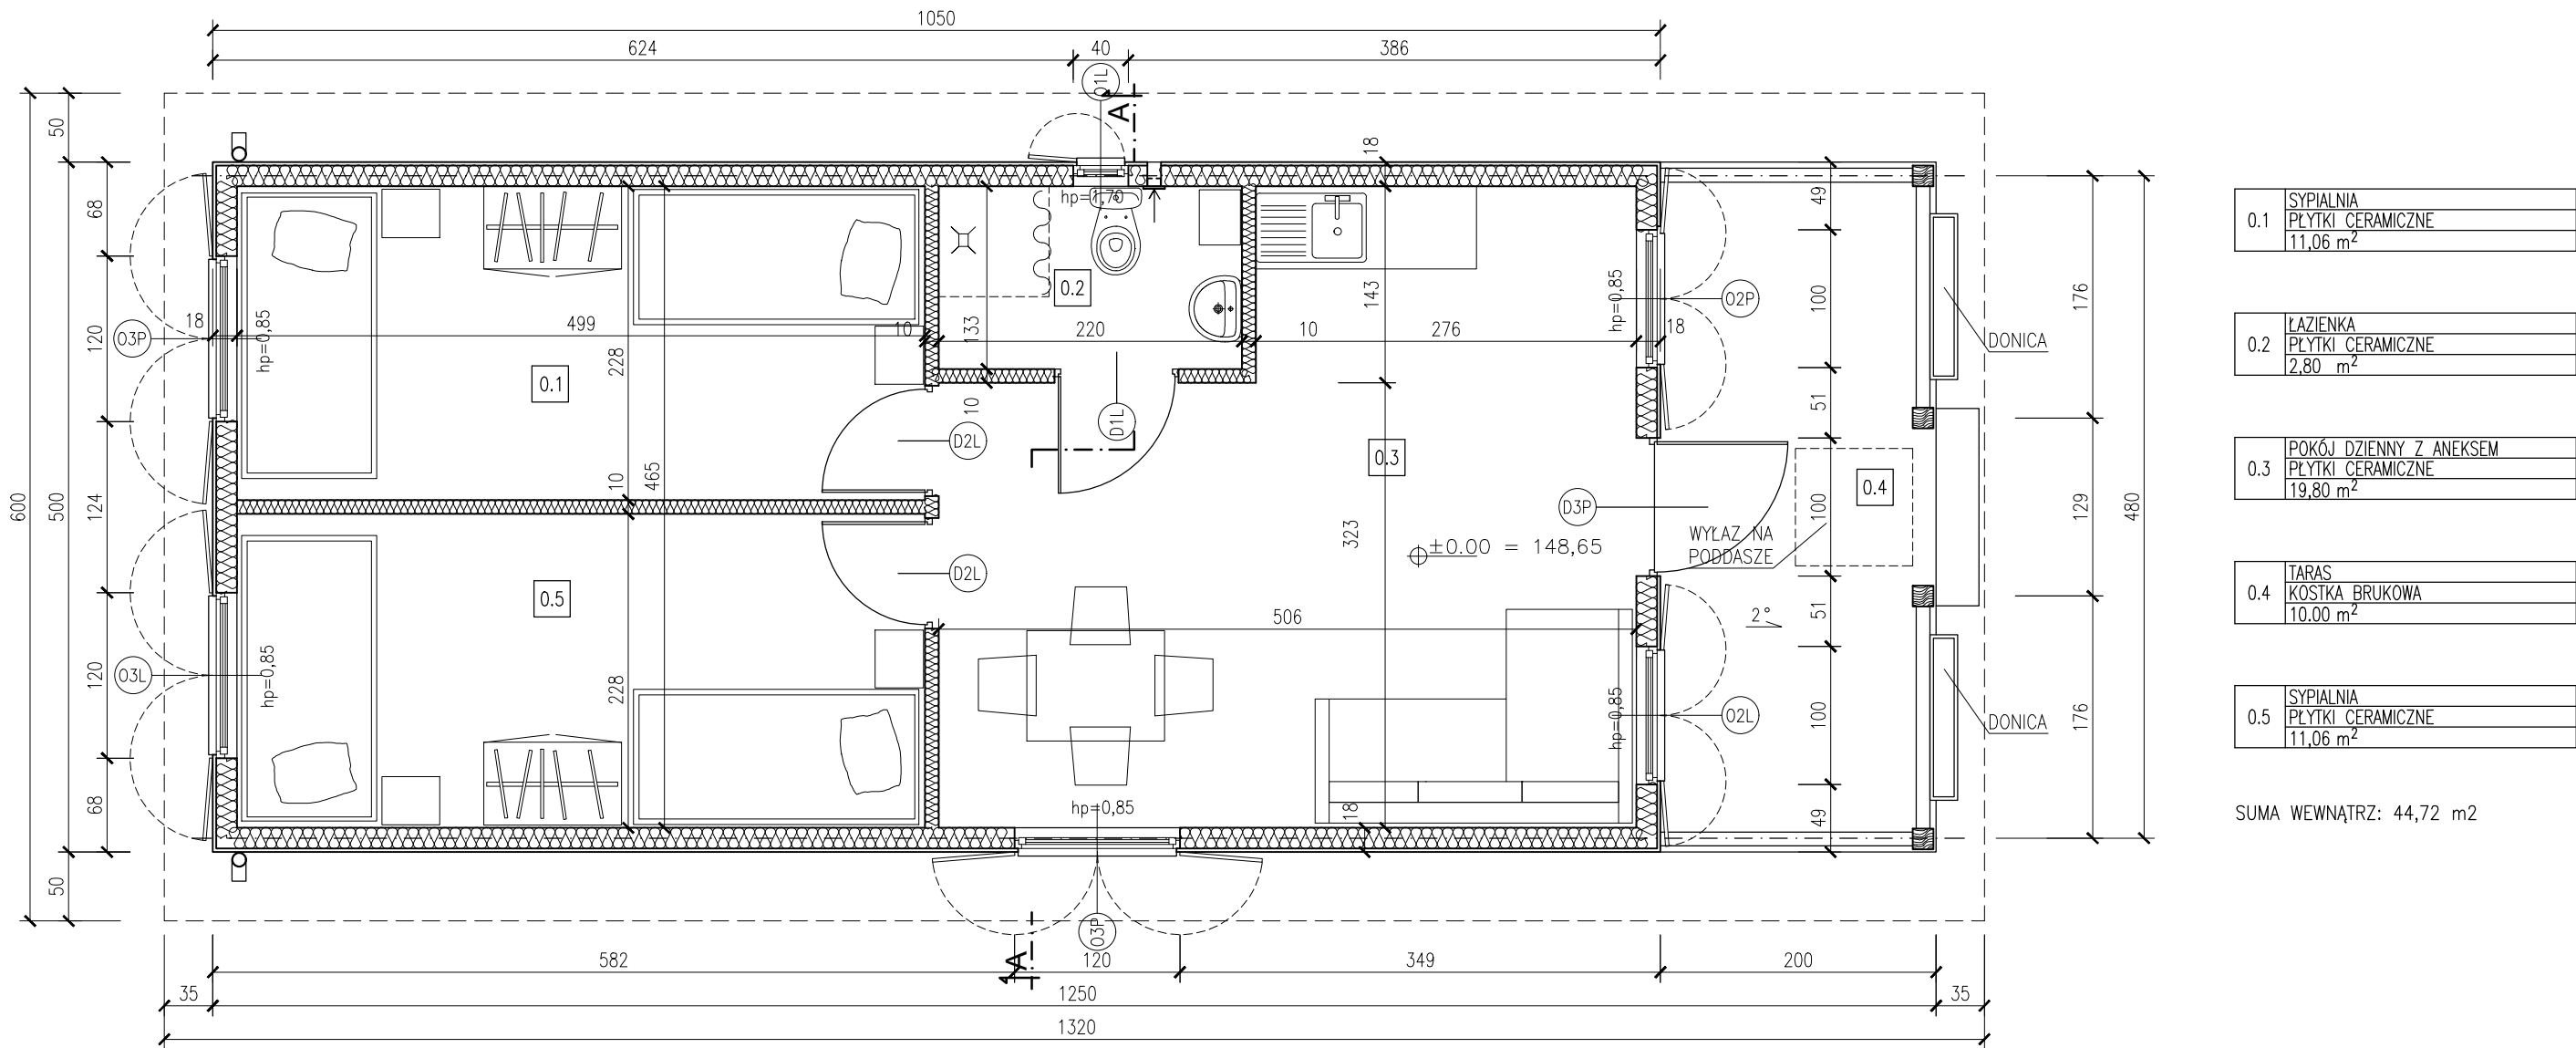 1050
624
40
386
O1L
A
50
18
600
500
50
68
120
124
120
68
O3P
O3L
18
hp=0,85
hp=0,85
499
228
10
465
228
0.1
0.5
10
hp=1,70
0.2
133
220
10
10
D1L
D2L
D2L
143
276
18
hp=0,85
O2P
0.3
323
±0.00 = 148,65
D3P
WYŁAZ NA
PODDASZE
0.4
506
2°
hp=0,85
O2L
hp=0,85
18
O3P
A
49
100
51
100
51
100
49
176
129
176
480
DONICA
DONICA
582
120
349
200
35
1250
35
1320
0.1
SYPIALNIA
PŁYTKI CERAMICZNE
11,06 m²
0.2
ŁAZIENKA
PŁYTKI CERAMICZNE
2,80 m²
0.3
POKÓJ DZIENNY Z ANEKSEM
PŁYTKI CERAMICZNE
19,80 m²
0.4
TARAS
KOSTKA BRUKOWA
10.00 m²
0.5
SYPIALNIA
PŁYTKI CERAMICZNE
11,06 m²
SUMA WEWNĄTRZ: 44,72 m2